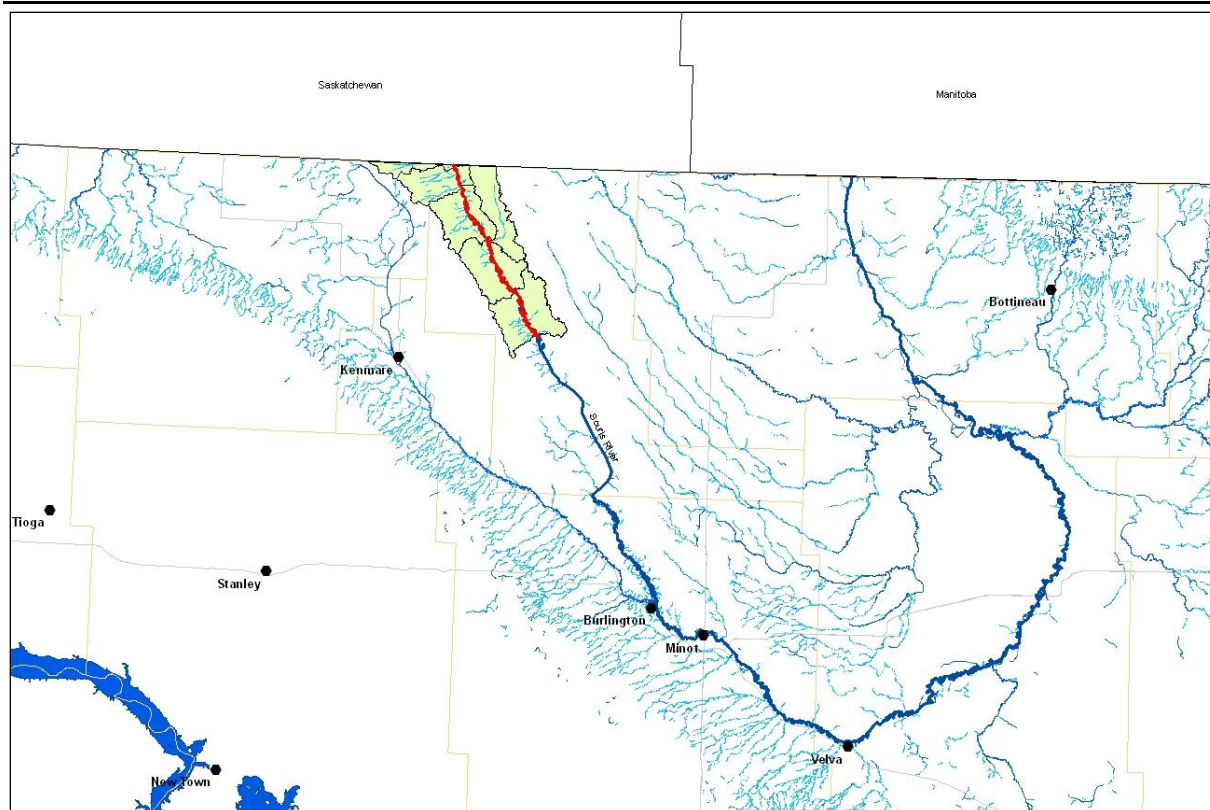 Saskatchewan
Manitoba
Bottineau
Kenmare
Souris River
Tioga
Stanley
Burlington
Minot
Velva
New Town